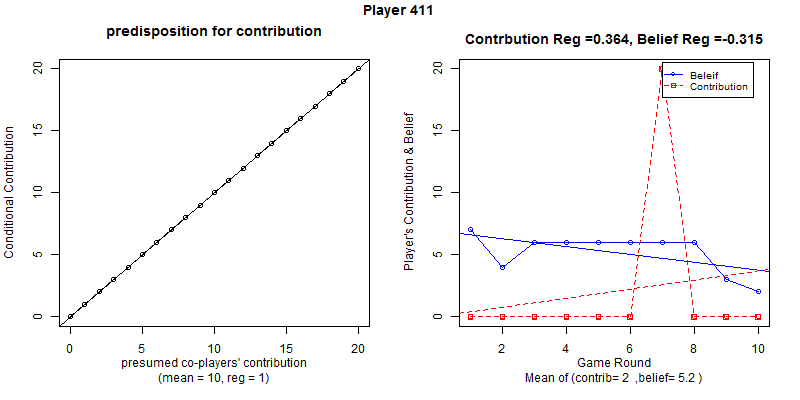 Player 411
predisposition for contribution
Conditional Contribution
20
15
10
5
0
0 5 10 15 20
presumed co-players' contribution
(mean = 10, reg = 1)
Contrbution Reg =0.364, Belief Reg =-0.315
Player's Contribution & Belief
20
15
10
5
0
Beleif
Contribution
2 4 6 8 10
Game Round
Mean of (contrib= 2 ,belief= 5.2 )